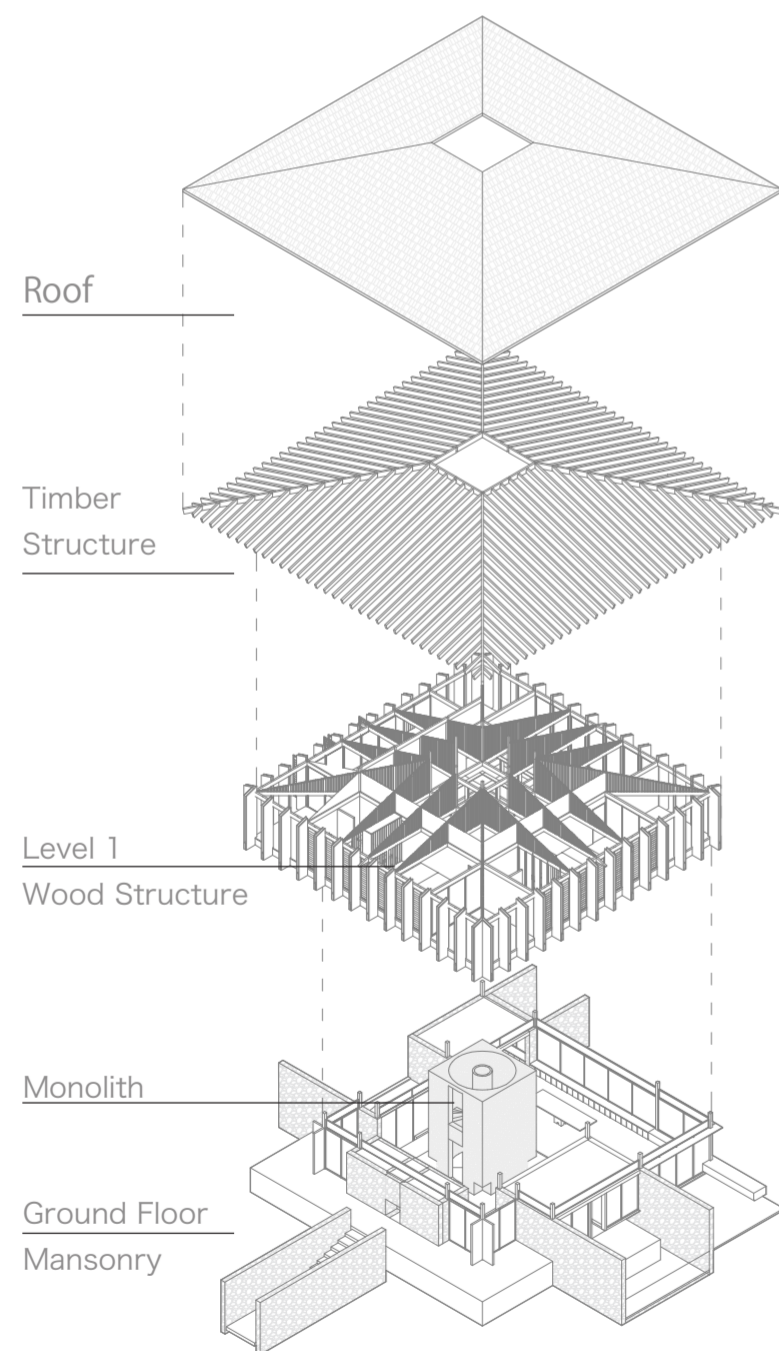 Roof
Timber
Structure
Level 1
Wood Structure
Monolith
Ground Floor
Mansonry